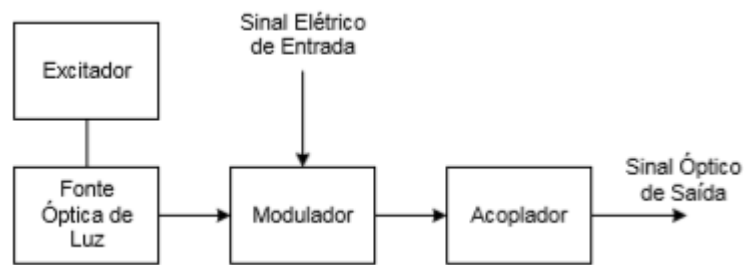 Sinal Elétrico
de Entrada
Excitador
Fonte
Óptica de
Luz
Modulador
Acoplador
Sinal Óptico
de Saída